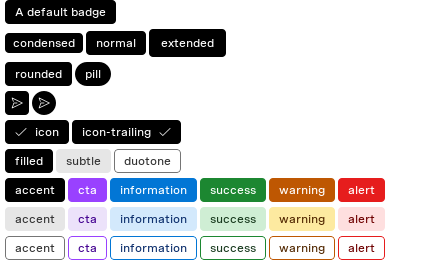 A default badge
condensed normal extended
rounded pill
icon icon-trailing
filled subtle duotone
accent cta information success warning alert
accent cta information success warning alert
accent cta information success warning alert